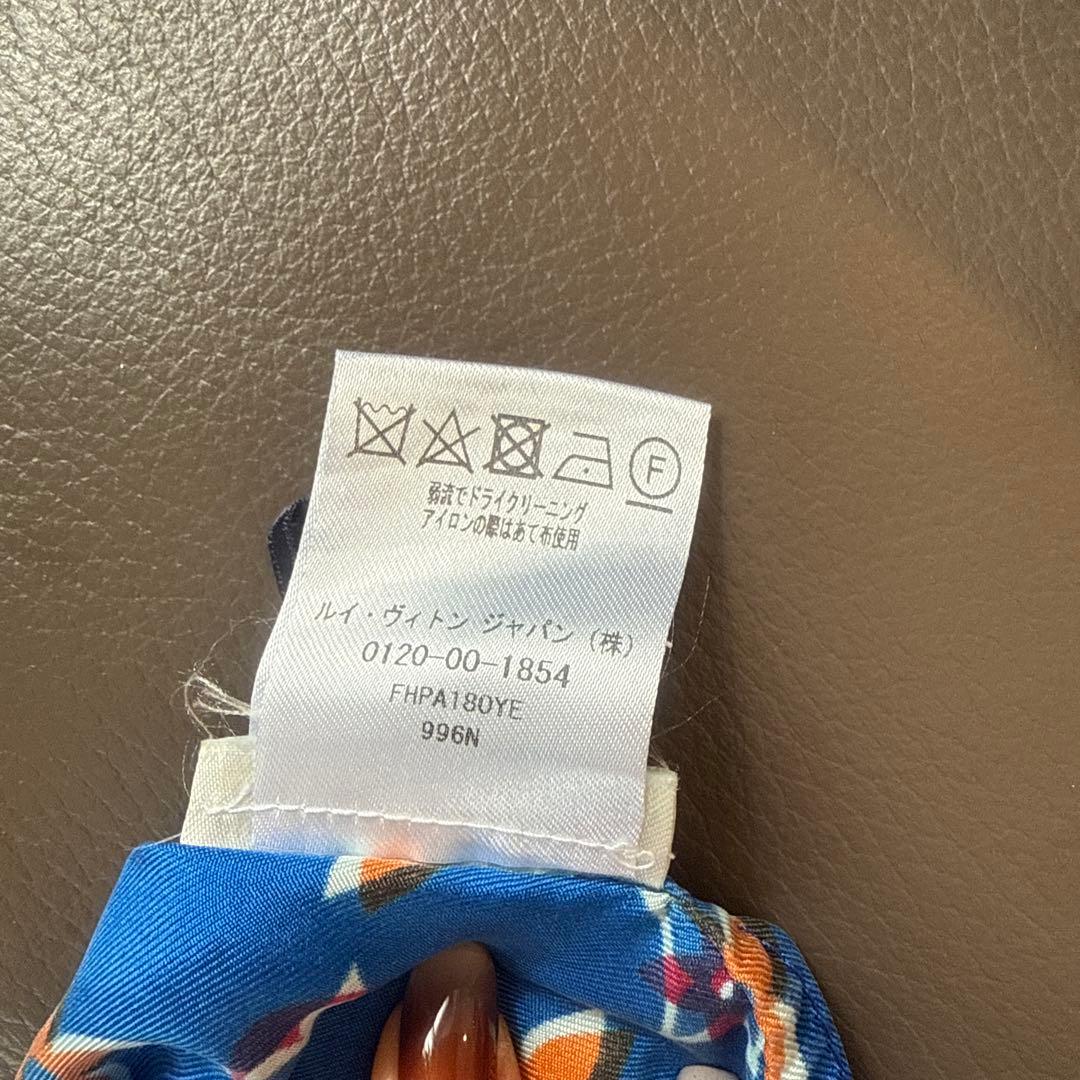 F
弱流でドライクリーニング
アイロンの際はあて布使用
ルイ・ヴィトン ジャパン (株)
0120-00-1854
FHPA18OYE
996N